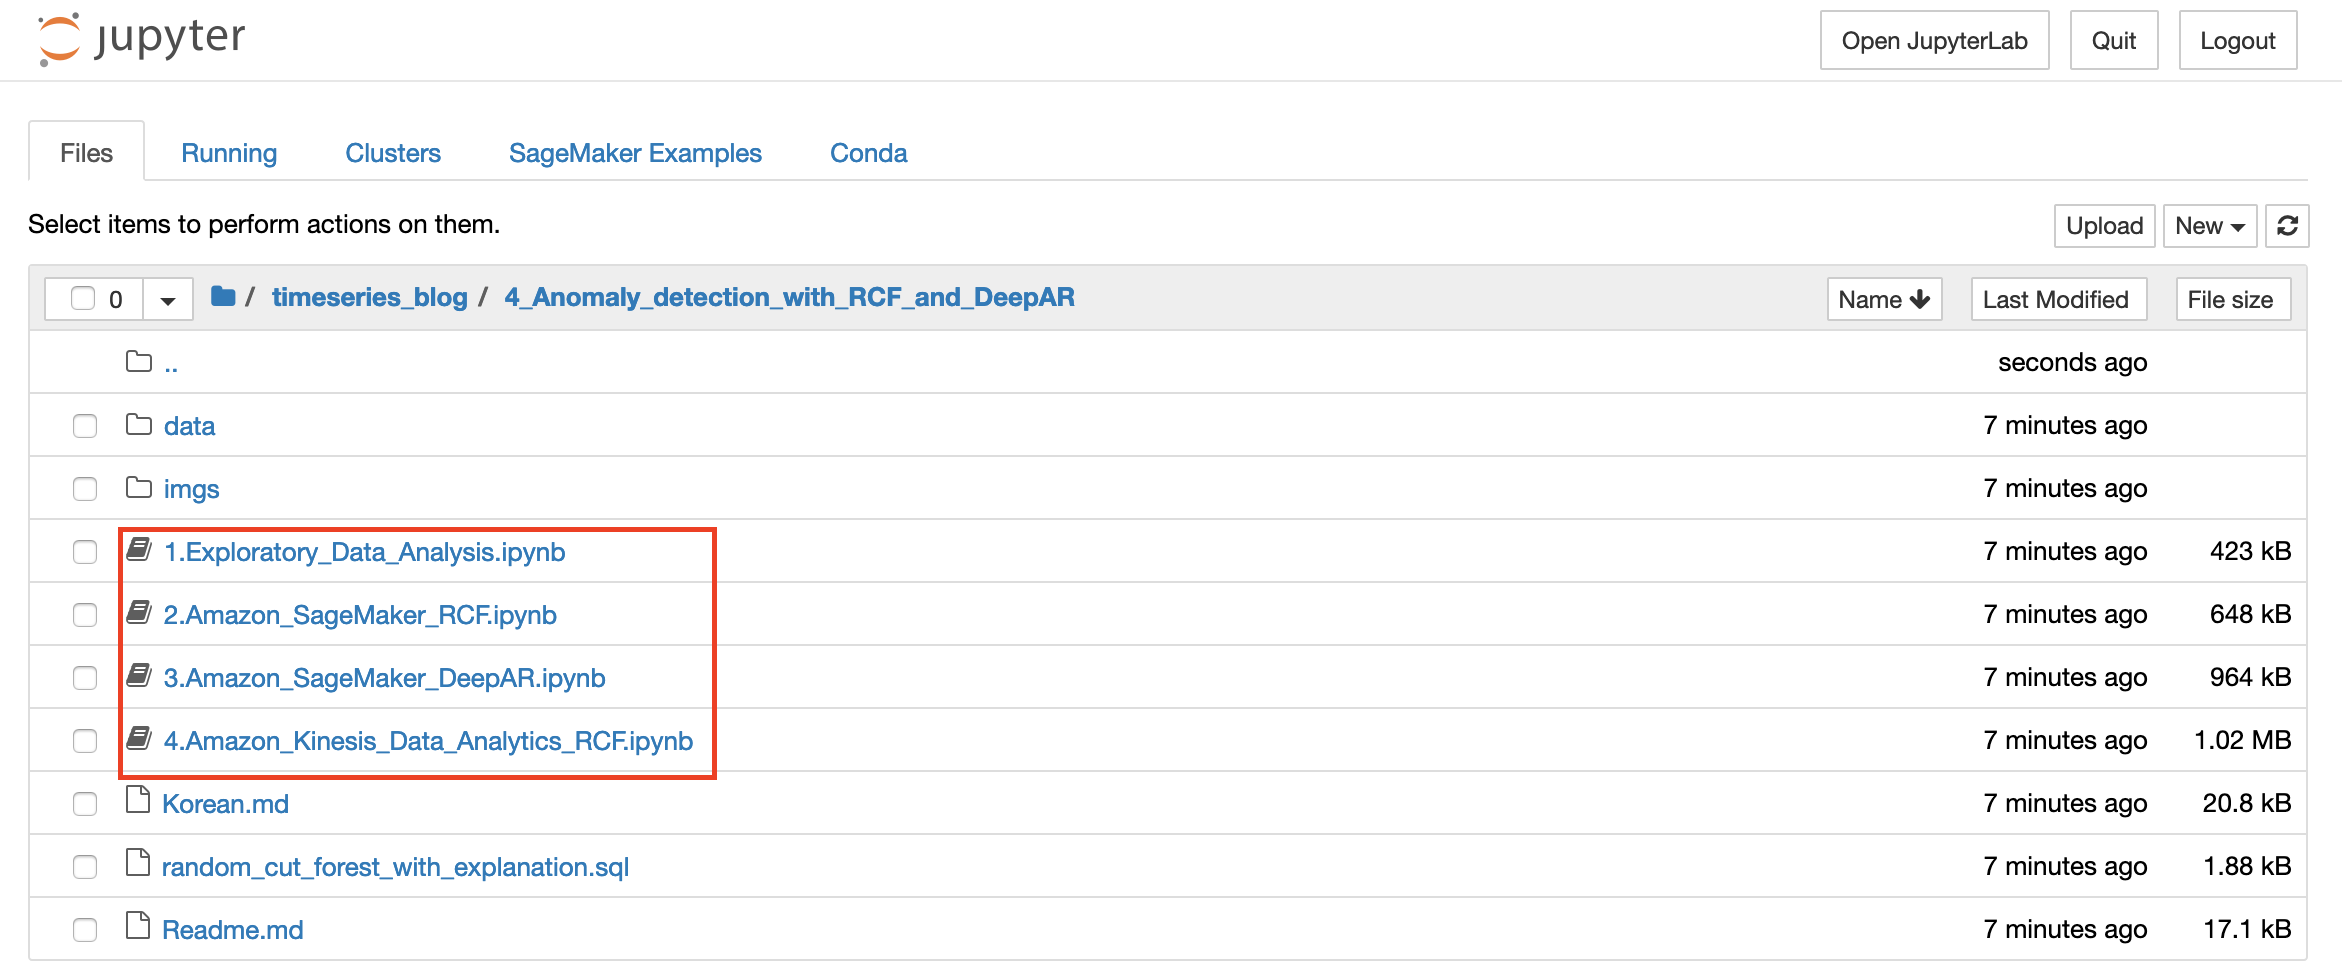 jupyter Open JupyterLab Quit Logout
Files Running Clusters SageMaker Examples Conda
Select items to perform actions on them. Upload New
0 / timeseries_blog / 4_Anomaly_detection_with_RCF_and_DeepAR Name Last Modified File size
.. seconds ago
data 7 minutes ago
imgs 7 minutes ago
1.Exploratory_Data_Analysis.ipynb 7 minutes ago 423 kB
2.Amazon_SageMaker_RCF.ipynb 7 minutes ago 648 kB
3.Amazon_SageMaker_DeepAR.ipynb 7 minutes ago 964 kB
4.Amazon_Kinesis_Data_Analytics_RCF.ipynb 7 minutes ago 1.02 MB
Korean.md 7 minutes ago 20.8 kB
random_cut_forest_with_explanation.sql 7 minutes ago 1.88 kB
Readme.md 7 minutes ago 17.1 kB